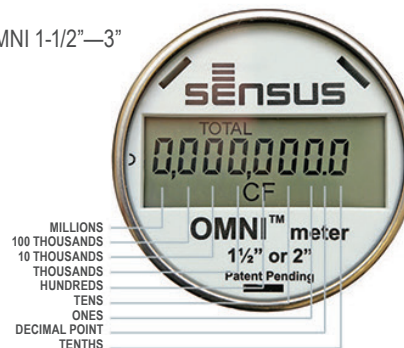 MNI 1-1/2”—3”
SENSUS
TOTAL
0,000,000.0
CF
OMNI™ meter
1½” or 2”
Patent Pending
MILLIONS
100 THOUSANDS
10 THOUSANDS
THOUSANDS
HUNDREDS
TENS
ONES
DECIMAL POINT
TENTHS